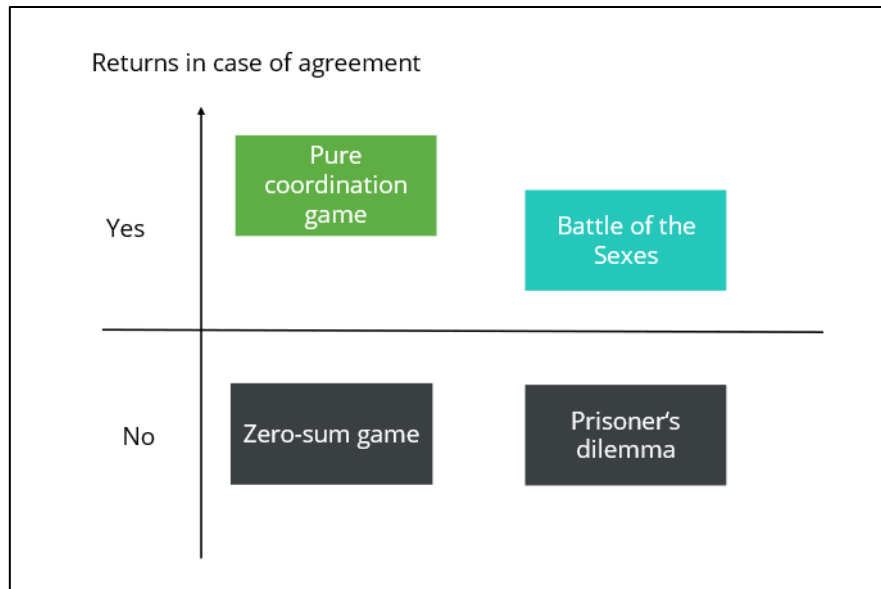 Returns in case of agreement
Pure
coordination
game
Yes
Battle of the
Sexes
No
Zero-sum game
Prisoner‘s
dilemma